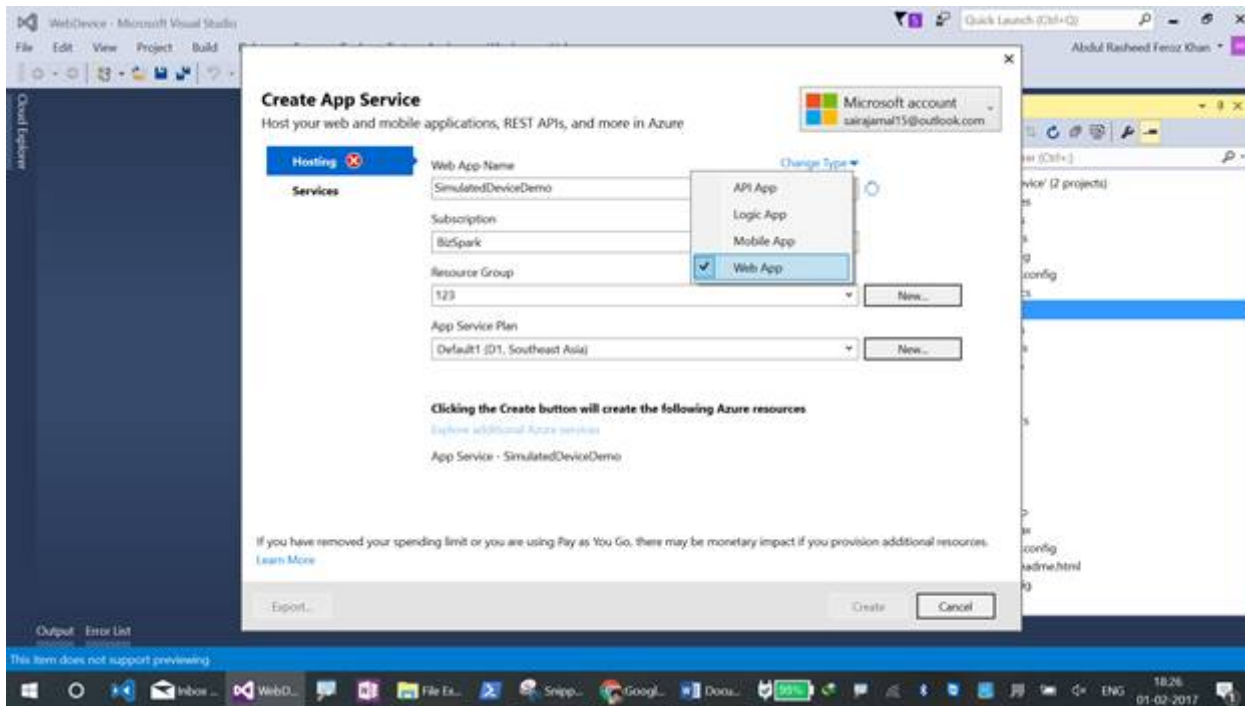 WebDevice - Microsoft Visual Studio
Quick Launch (Ctrl+Q)
File Edit View Project Build
Abdul Rasheed Feroz Khan
Cloud Explorer
Create App Service
Host your web and mobile applications, REST APIs, and more in Azure
Microsoft account
sairajamal15@outlook.com
Hosting
Services
Web App Name
Change Type
SimulatedDeviceDemo
API App
Logic App
Mobile App
Web App
Subscription
BizSpark
Resource Group
123
New...
App Service Plan
Default1 (D1, Southeast Asia)
New...
Clicking the Create button will create the following Azure resources
Explore additional Azure services
App Service - SimulatedDeviceDemo
If you have removed your spending limit or you are using Pay as You Go, there may be monetary impact if you provision additional resources.
Learn More
Export...
Create
Cancel
(Ctrl+;)
vice' (2 projects)
config
config
eadme.html
Output Error List
This item does not support previewing
Inbox ... WebD... File Ex... Snipp... Googl... Docu... ENG
18:26
01-02-2017